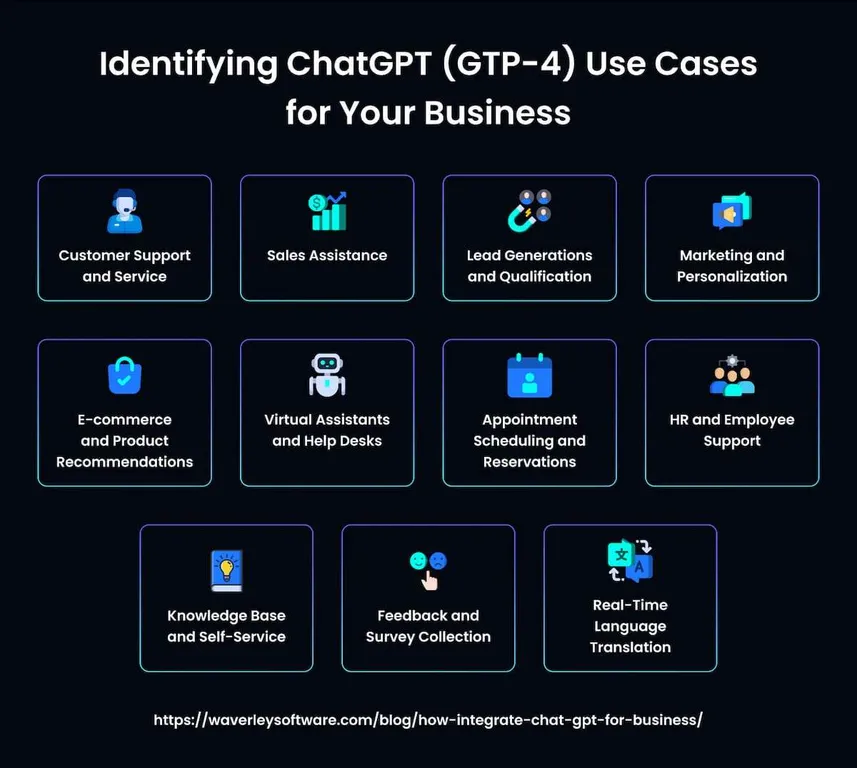 Identifying ChatGPT (GTP-4) Use Cases
for Your Business
Customer Support
and Service
Sales Assistance
Lead Generations
and Qualification
Marketing and
Personalization
E-commerce
and Product
Recommendations
Virtual Assistants
and Help Desks
Appointment
Scheduling and
Reservations
HR and Employee
Support
Knowledge Base
and Self-Service
Feedback and
Survey Collection
文
A
Real-Time
Language
Translation
https://waverleysoftware.com/blog/how-integrate-chat-gpt-for-business/